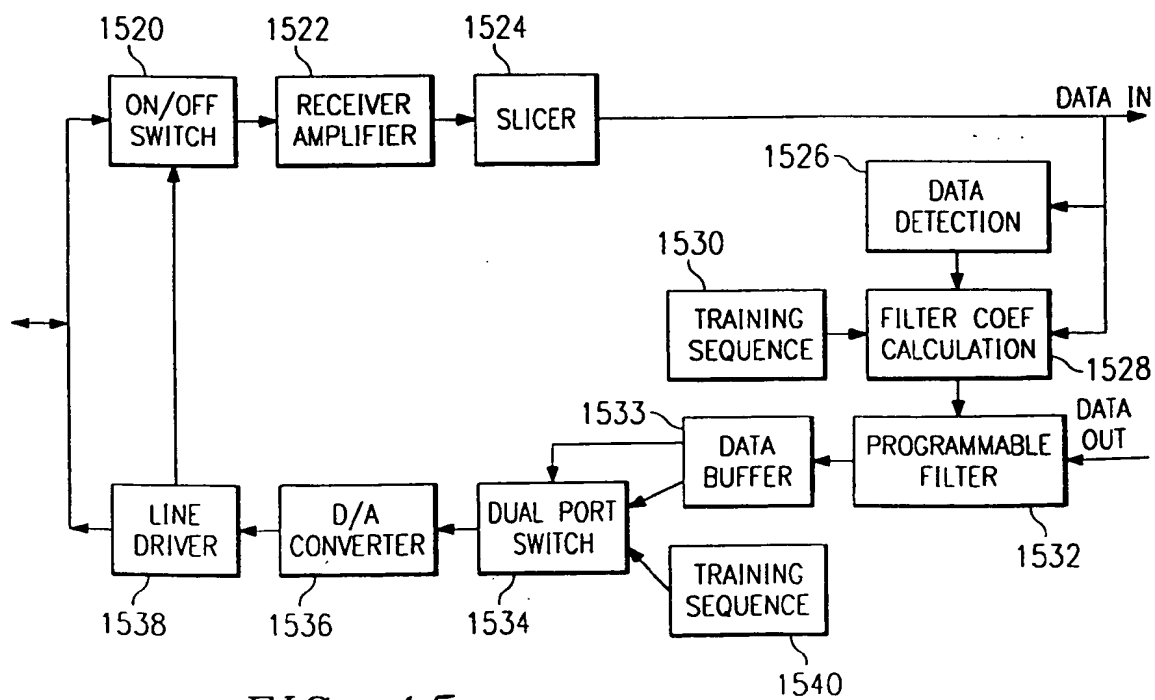 1520
1522
1524
ON/OFF
SWITCH
RECEIVER
AMPLIFIER
SLICER
DATA IN
1526
DATA
DETECTION
1530
TRAINING
SEQUENCE
FILTER COEF
CALCULATION
1528
1533
DATA
OUT
DATA
BUFFER
PROGRAMMABLE
FILTER
LINE
DRIVER
D/A
CONVERTER
DUAL PORT
SWITCH
1532
TRAINING
SEQUENCE
1538
1536
1534
1540